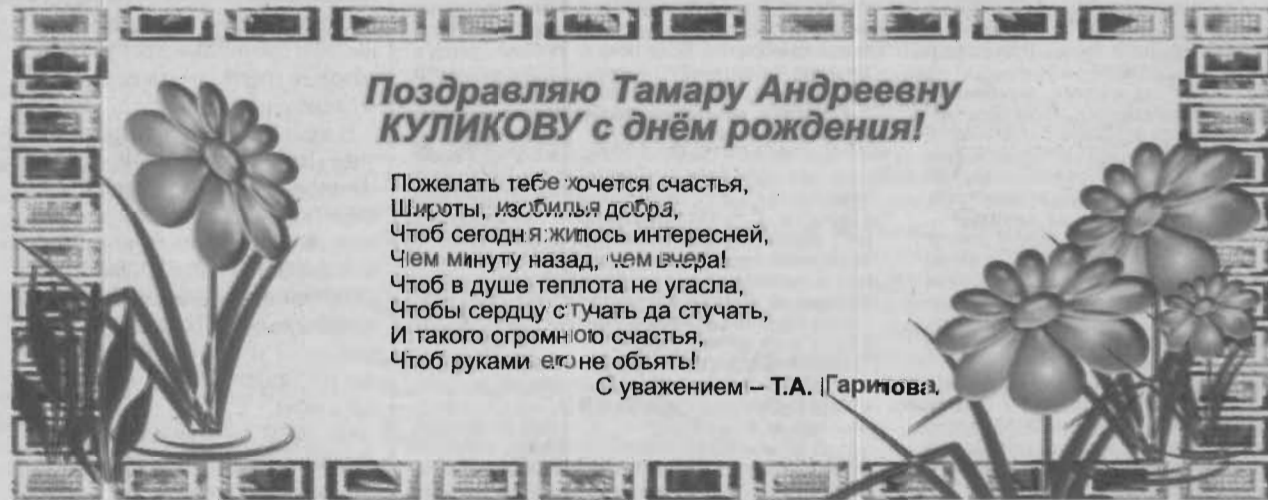 Поздравляю Тамару Андреевну
КУЛИКОВУ с днём рождения!
Пожелать тебе хочется счастья,
Широты, изобилья добра,
Чтоб сегодня жилось интересней,
Чем минуту назад, чем вчера!
Чтоб в душе теплота не угасла,
Чтобы сердцу стучать да стучать,
И такого огромного счастья,
Чтоб руками его не объять!
С уважением – Т.А.